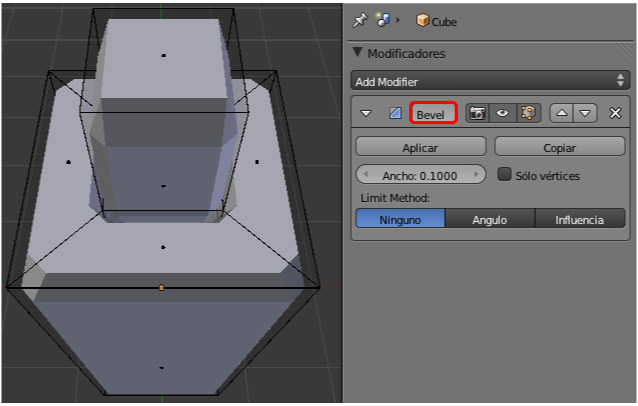 Cube
Modificadores
Add Modifier
Bevel
Aplicar Copiar
Ancho: 0.1000 Sólo vértices
Limit Method:
Ninguno Angulo Influencia